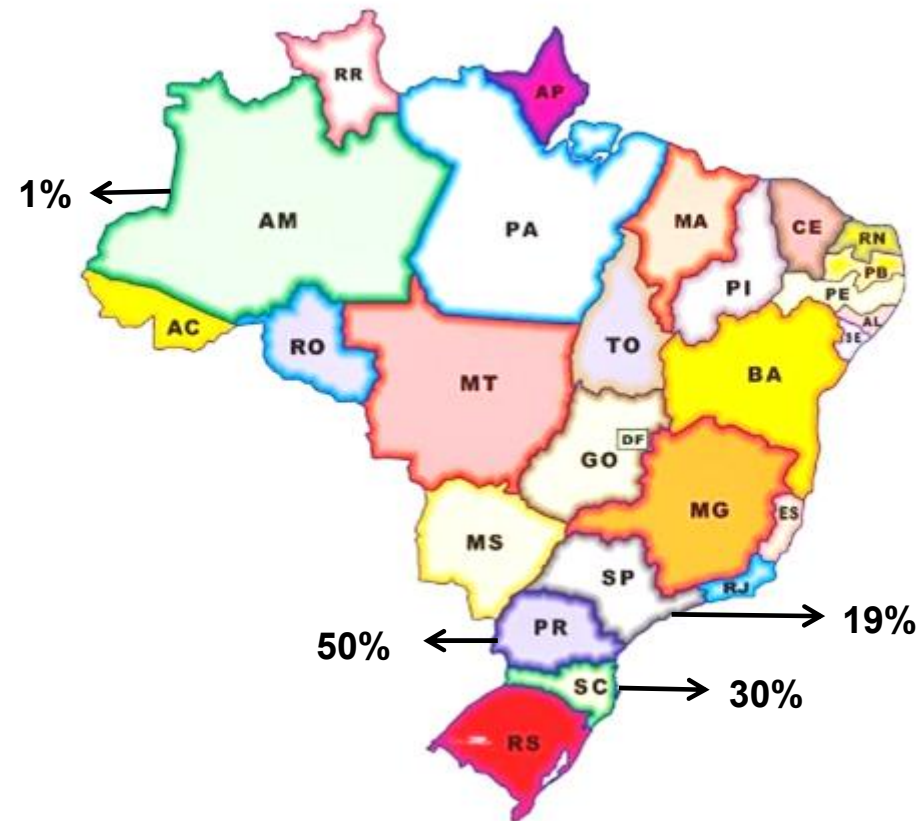 RR
AP
1%
AM
PA
MA
CE
RN
PB
PI
PE
AL
SE
AC
RO
TO
MT
BA
DF
GO
MG
ES
MS
SP
RJ
19%
PR
50%
SC
30%
RS